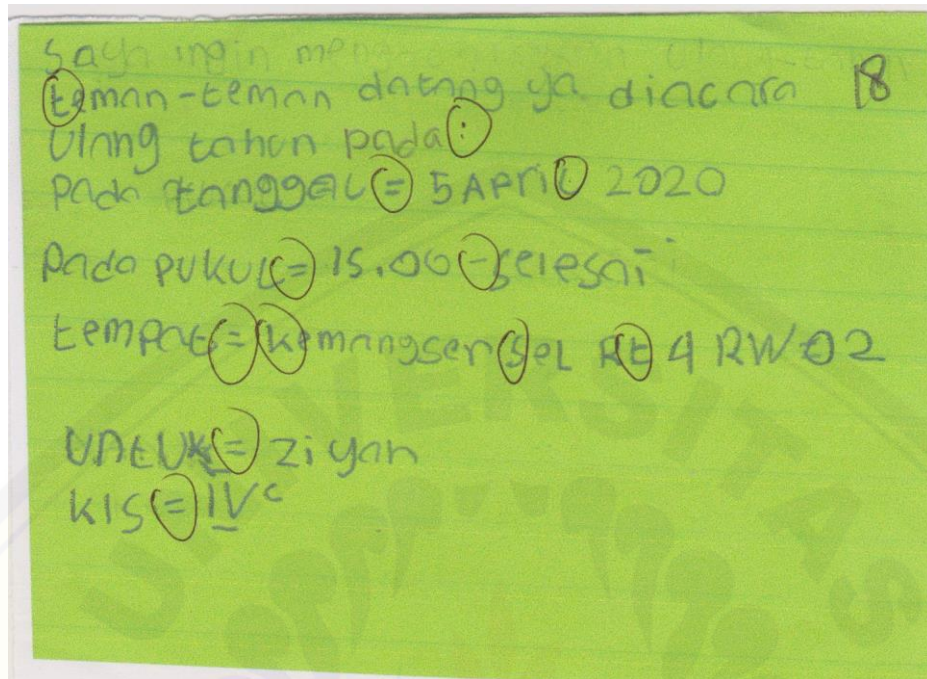 Saya ingin
teman-teman datang ya diacara 18
Ulang tahun pada :
pada tanggal = 5 April 2020
Pada pukul = 15.00 - selesai
tempat = kemangsen sel Rt 4 RW 02
untuk = ziyan
Kls = IV c
UNIVERSITAS